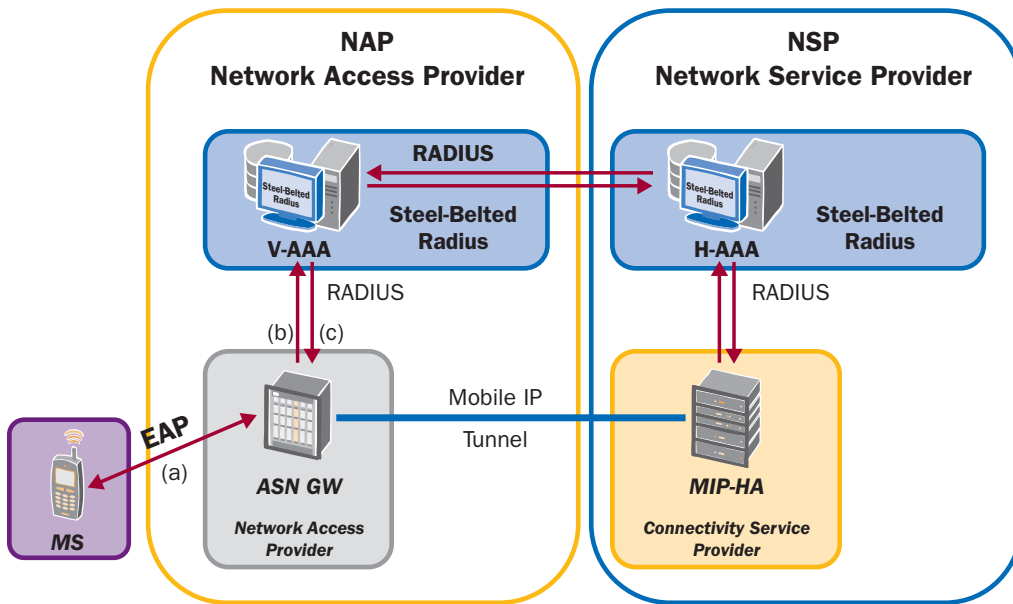 NAP
Network Access Provider
NSP
Network Service Provider
RADIUS
Steel-Belted
Radius
Steel-Belted
Radius
V-AAA
Steel-Belted
Radius
Steel-Belted
Radius
H-AAA
RADIUS
(b)
(c)
RADIUS
EAP
(a)
MS
ASN GW
Network Access
Provider
Mobile IP
Tunnel
MIP-HA
Connectivity Service
Provider